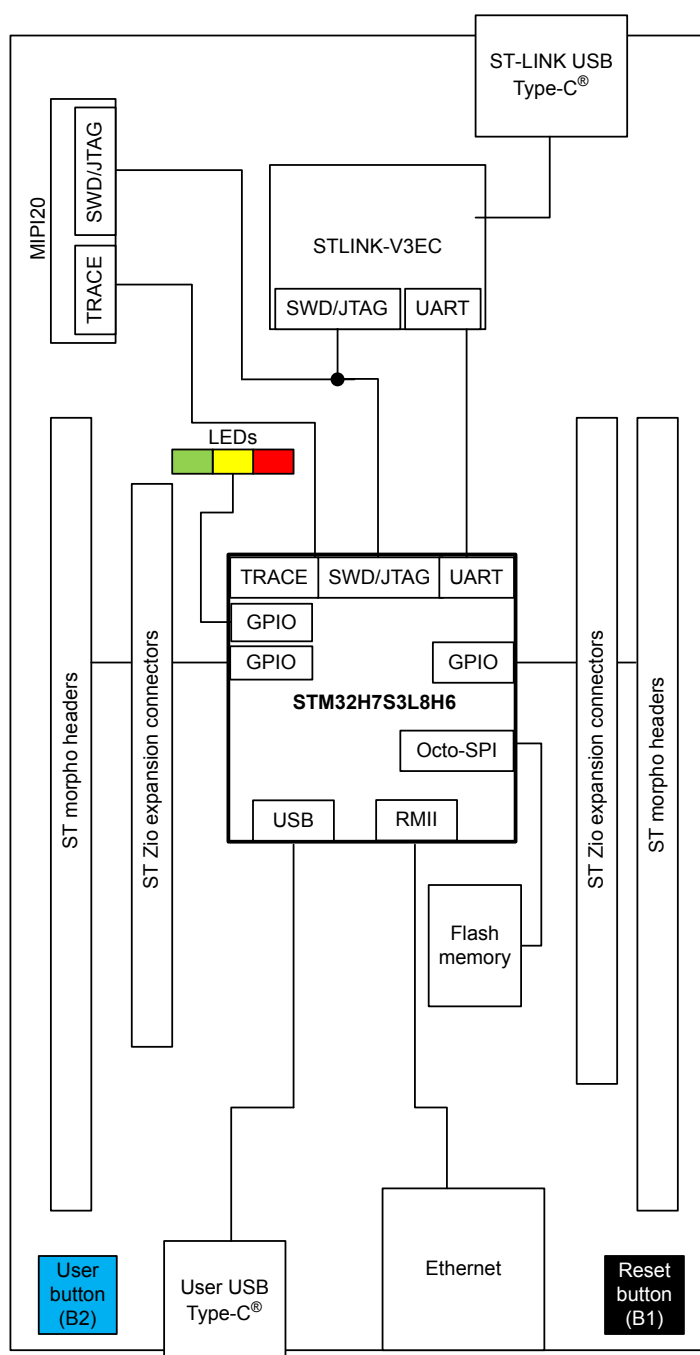 ST-LINK USB
Type-C®
MIPI20
SWD/JTAG
TRACE
STLINK-V3EC
SWD/JTAG
UART
LEDs
TRACE
SWD/JTAG
UART
GPIO
GPIO
GPIO
STM32H7S3L8H6
Octo-SPI
USB
RMII
ST morpho headers
ST Zio expansion connectors
ST Zio expansion connectors
ST morpho headers
Flash
memory
User
button
(B2)
User USB
Type-C®
Ethernet
Reset
button
(B1)